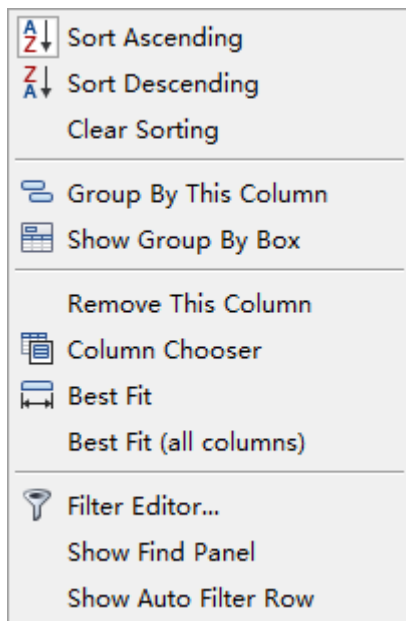 Sort Ascending
Sort Descending
Clear Sorting
Group By This Column
Show Group By Box
Remove This Column
Column Chooser
Best Fit
Best Fit (all columns)
Filter Editor...
Show Find Panel
Show Auto Filter Row